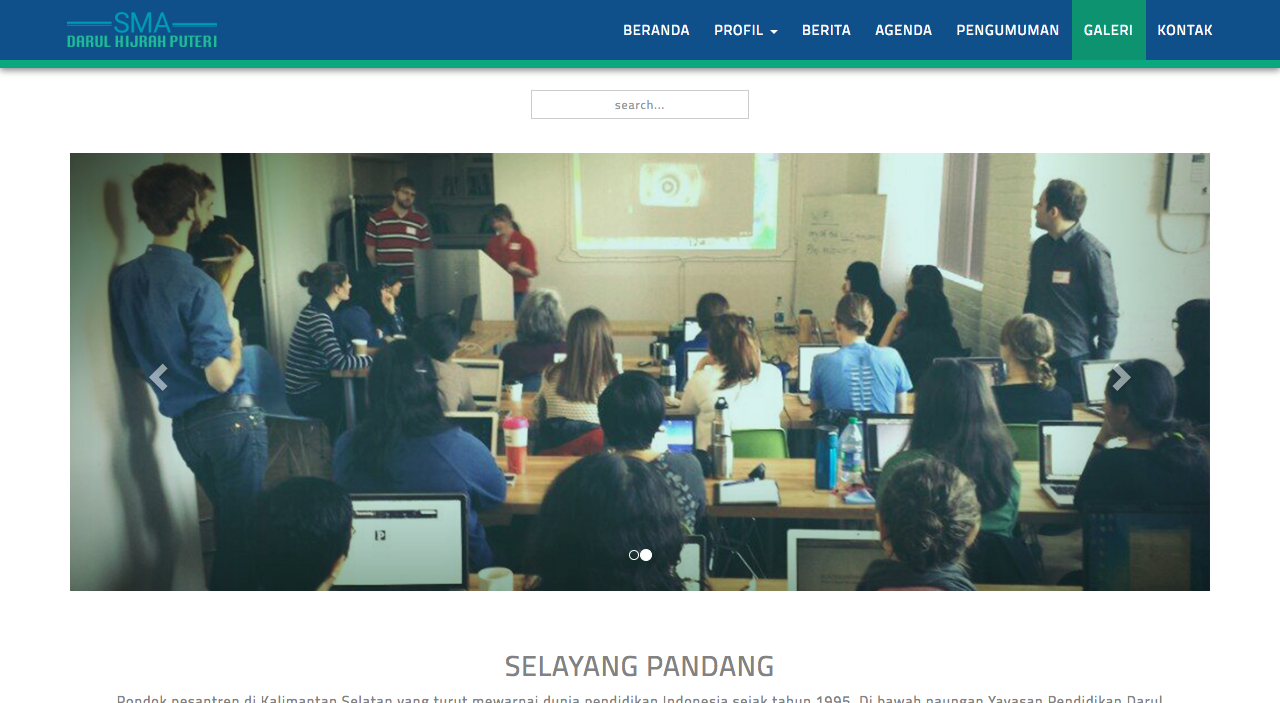 SMA
DARUL HIJRAH PUTERI
BERANDA
PROFIL
BERITA
AGENDA
PENGUMUMAN
GALERI
KONTAK
search...
SELAYANG PANDANG
Pondok pesantren di Kalimantan Selatan yang turut mewarnai dunia pendidikan Indonesia sejak tahun 1995. Di bawah naungan Yayasan Pendidikan Darul